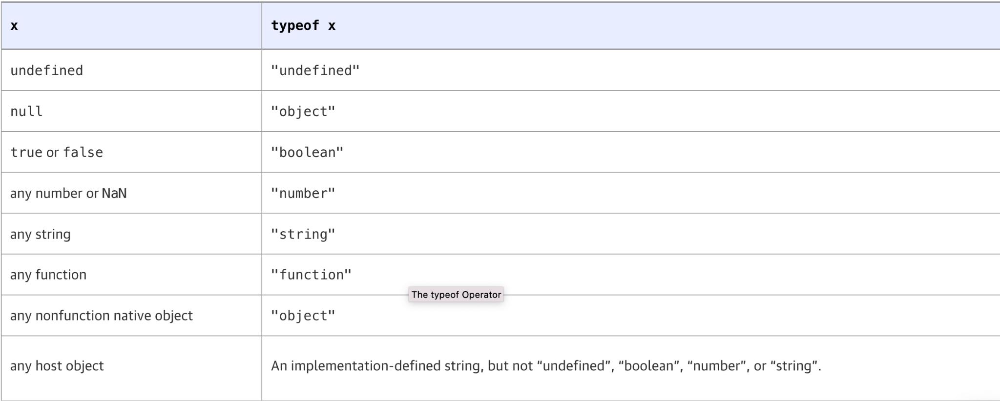 x typeof x
undefined "undefined"
null "object"
true or false "boolean"
any number or NaN "number"
any string "string"
any function "function"
The typeof Operator
any nonfunction native object "object"
any host object An implementation-defined string, but not “undefined”, “boolean”, “number”, or “string”.